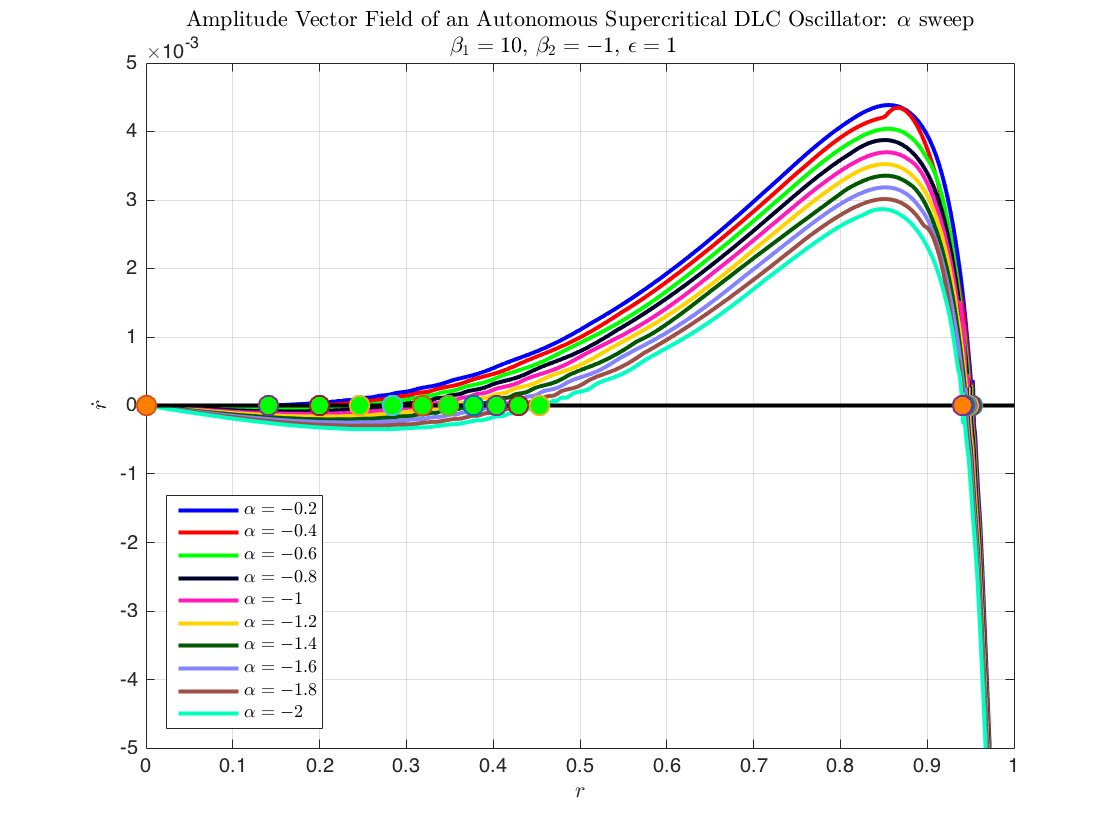 Amplitude Vector Field of an Autonomous Supercritical DLC Oscillator: α sweep
β₁ = 10, β₂ = −1, ϵ = 1
×10⁻³
5
4
3
2
1
0
-1
-2
-3
-4
-5
ṙ
α = −0.2
α = −0.4
α = −0.6
α = −0.8
α = −1
α = −1.2
α = −1.4
α = −1.6
α = −1.8
α = −2
0 0.1 0.2 0.3 0.4 0.5 0.6 0.7 0.8 0.9 1
r